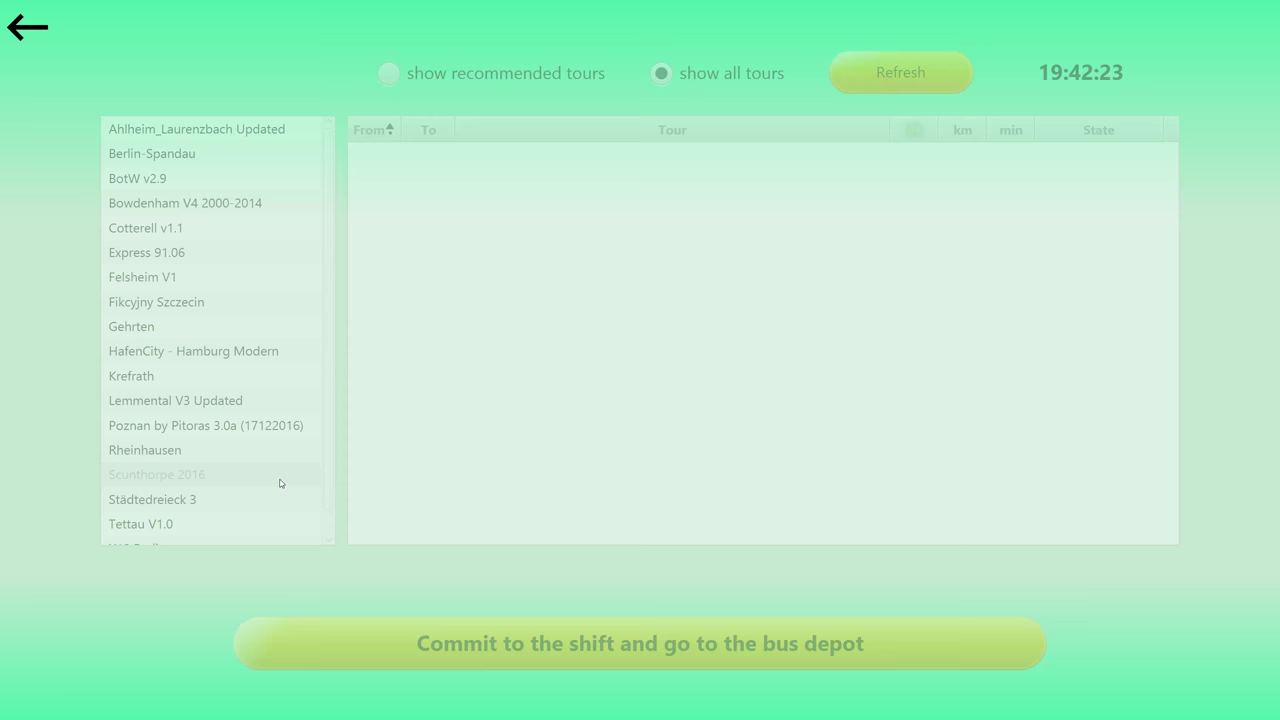 show recommended tours
show all tours
Refresh
19:42:23
Ahlheim_Laurenzbach Updated
Berlin-Spandau
BotW v2.9
Bowdenham V4 2000-2014
Cotterell v1.1
Express 91.06
Felsheim V1
Fikcyjny Szczecin
Gehrten
HafenCity - Hamburg Modern
Krefrath
Lemmental V3 Updated
Poznan by Pitoras 3.0a (17122016)
Rheinhausen
Scunthorpe 2016
Städtedreieck 3
Tettau V1.0
From To Tour km min State
Commit to the shift and go to the bus depot